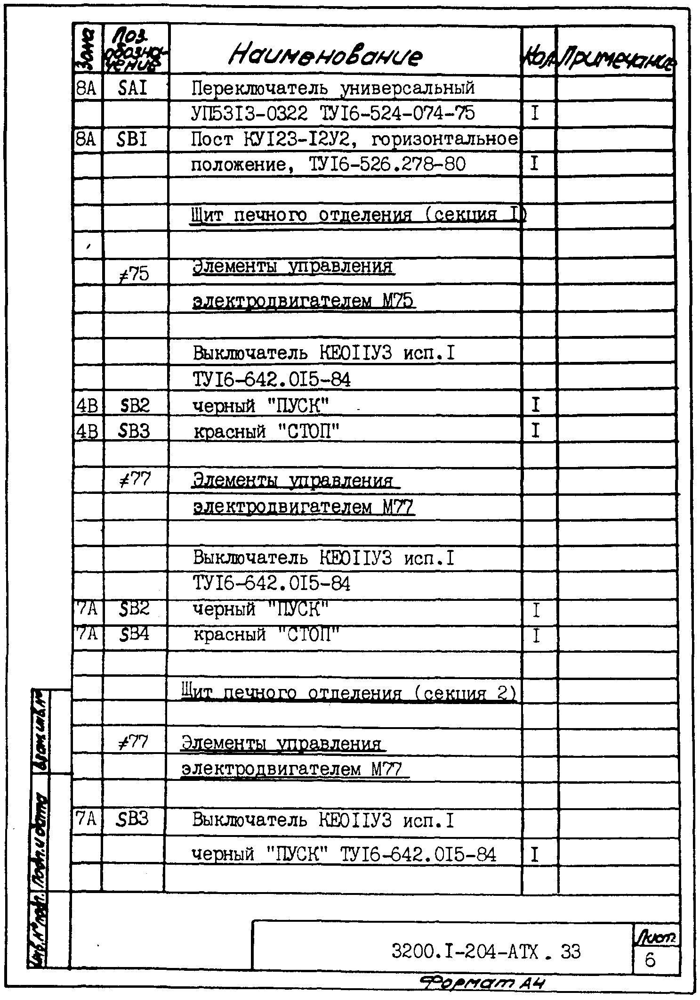 Зона Поз. обозначение Наименование Кол. Примечание
8А SAI Переключатель универсальный
УП5313-0322 ТУ16-524-074-75 I
8А SBI Пост КУ123-12У2, горизонтальное
положение, ТУ16-526.278-80 I
Щит печного отделения (секция I)
≠75 Элементы управления
электродвигателем М75
Выключатель КЕ011У3 исп.I
ТУ16-642.015-84
4В SB2 черный "ПУСК" I
4В SB3 красный "СТОП" I
≠77 Элементы управления
электродвигателем М77
Выключатель КЕ011У3 исп.I
ТУ16-642.015-84
7А SB2 черный "ПУСК" I
7А SB4 красный "СТОП" I
Щит печного отделения (секция 2)
≠77 Элементы управления
электродвигателем М77
7А SB3 Выключатель КЕ011У3 исп.I
черный "ПУСК" ТУ16-642.015-84 I
Взам. инв. №
Подп. и дата
Инв. № подл.
3200.I-204-АТХ . 33
Лист
6
Формат А4